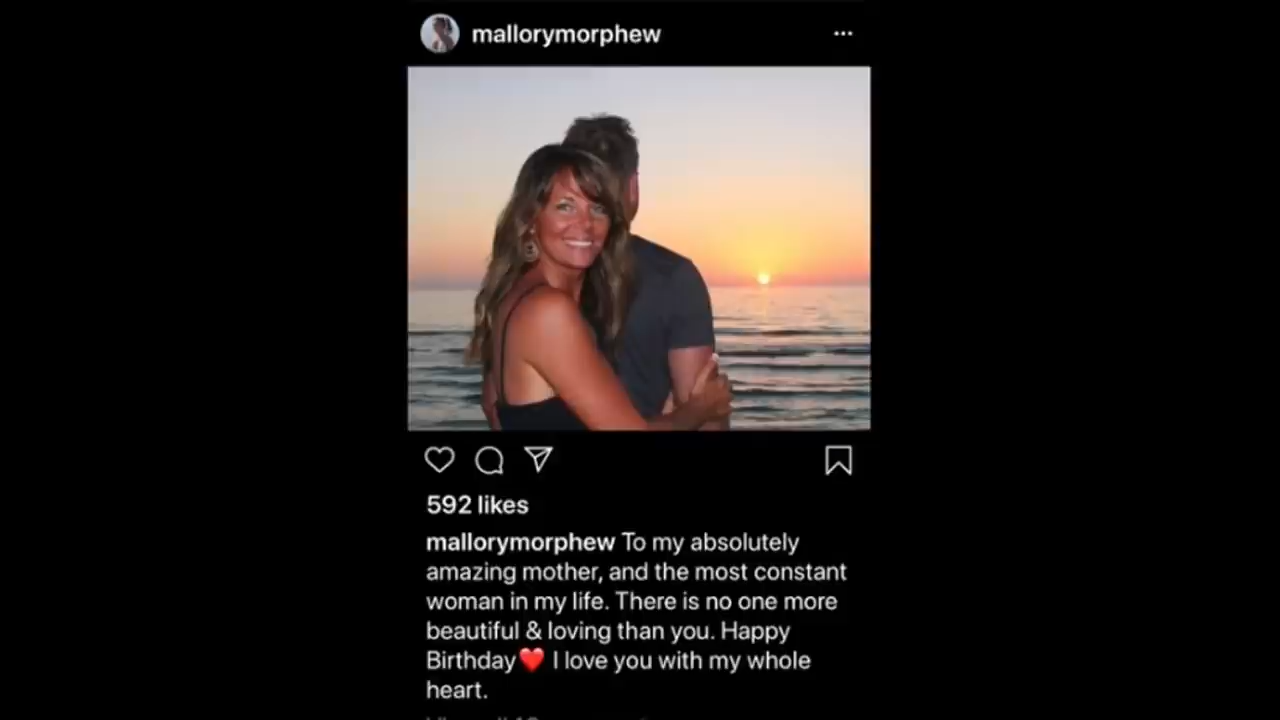 mallorymorphew
592 likes
mallorymorphew To my absolutely
amazing mother, and the most constant
woman in my life. There is no one more
beautiful & loving than you. Happy
Birthday❤️ I love you with my whole
heart.